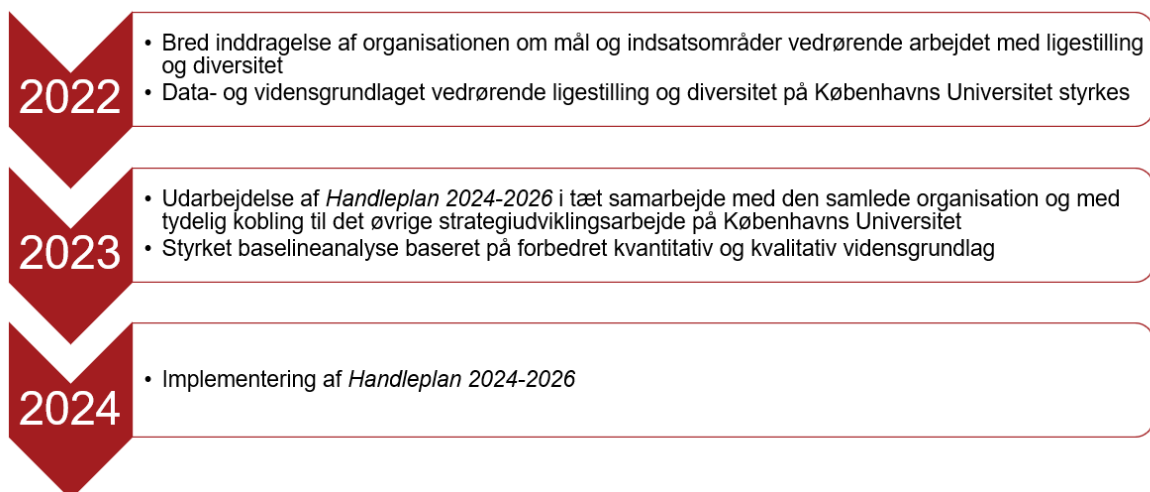 2022
• Bred inddragelse af organisationen om mål og indsatsområder vedrørende arbejdet med ligestilling
og diversitet
• Data- og vidensgrundlaget vedrørende ligestilling og diversitet på Københavns Universitet styrkes
2023
• Udarbejdelse af Handleplan 2024-2026 i tæt samarbejde med den samlede organisation og med
tydelig kobling til det øvrige strategiudviklingsarbejde på Københavns Universitet
• Styrket baselineanalyse baseret på forbedret kvantitativ og kvalitativ vidensgrundlag
2024
• Implementering af Handleplan 2024-2026